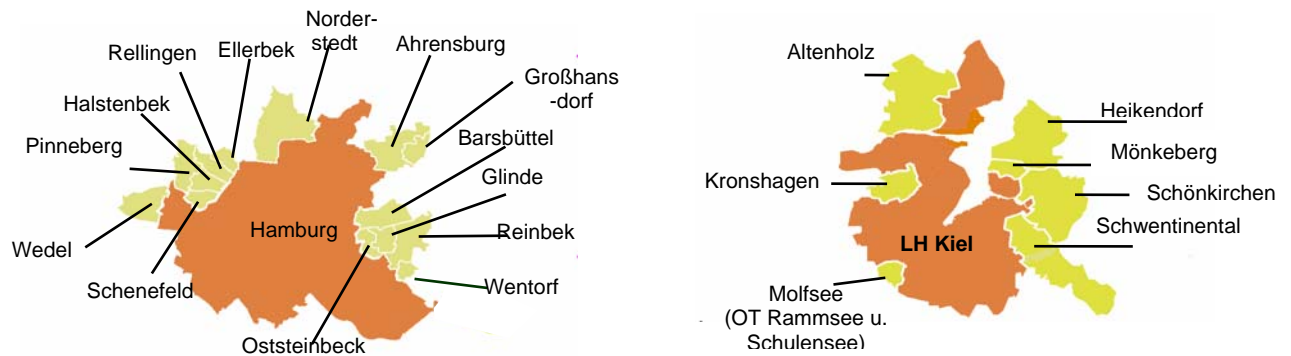 Norder-
stedt
Rellingen
Ellerbek
Ahrensburg
Großhans
-dorf
Halstenbek
Pinneberg
Barsbüttel
Glinde
Hamburg
Reinbek
Wedel
Schenefeld
Wentorf
Oststeinbeck
Altenholz
Heikendorf
Mönkeberg
Kronshagen
Schönkirchen
Schwentinental
LH Kiel
Molfsee
(OT Rammsee u.
Schulensee)